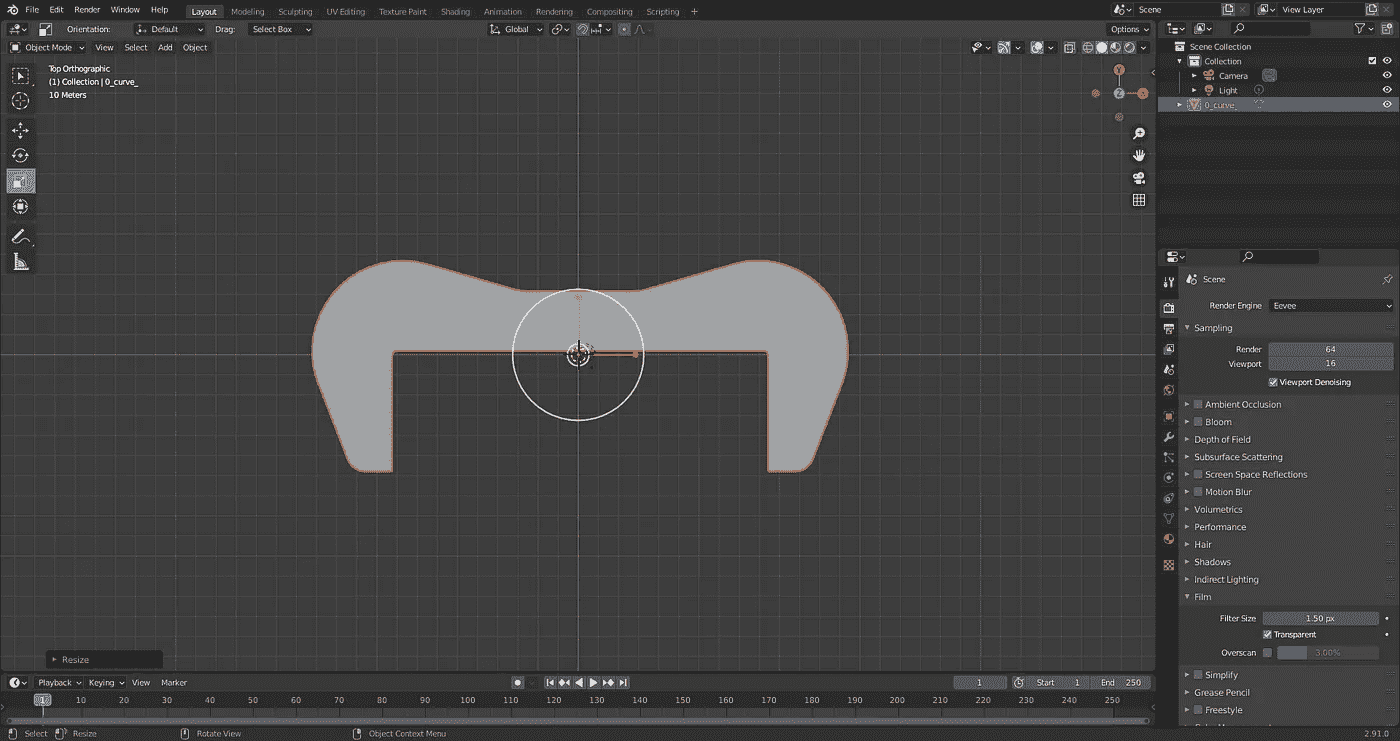 File Edit Render Window Help Layout Modeling Sculpting UV Editing Texture Paint Shading Animation Rendering Compositing Scripting + Scene View Layer
Orientation: Default Drag: Select Box Global Options
Object Mode View Select Add Object
Top Orthographic
(1) Collection | 0_curve_
10 Meters
Y
Z
Scene Collection
Collection
Camera
Light
0_curve_
Scene
Render Engine Eevee
Sampling
Render 64
Viewport 16
Viewport Denoising
Ambient Occlusion
Bloom
Depth of Field
Subsurface Scattering
Screen Space Reflections
Motion Blur
Volumetrics
Performance
Hair
Shadows
Indirect Lighting
Film
Filter Size 1.50 px
Transparent
Overscan 3.00%
Simplify
Grease Pencil
Freestyle
Resize
Playback Keying View Marker 1 Start 1 End 250
1 10 20 30 40 50 60 70 80 90 100 110 120 130 140 150 160 170 180 190 200 210 220 230 240 250
Select Resize Rotate View Object Context Menu 2.91.0